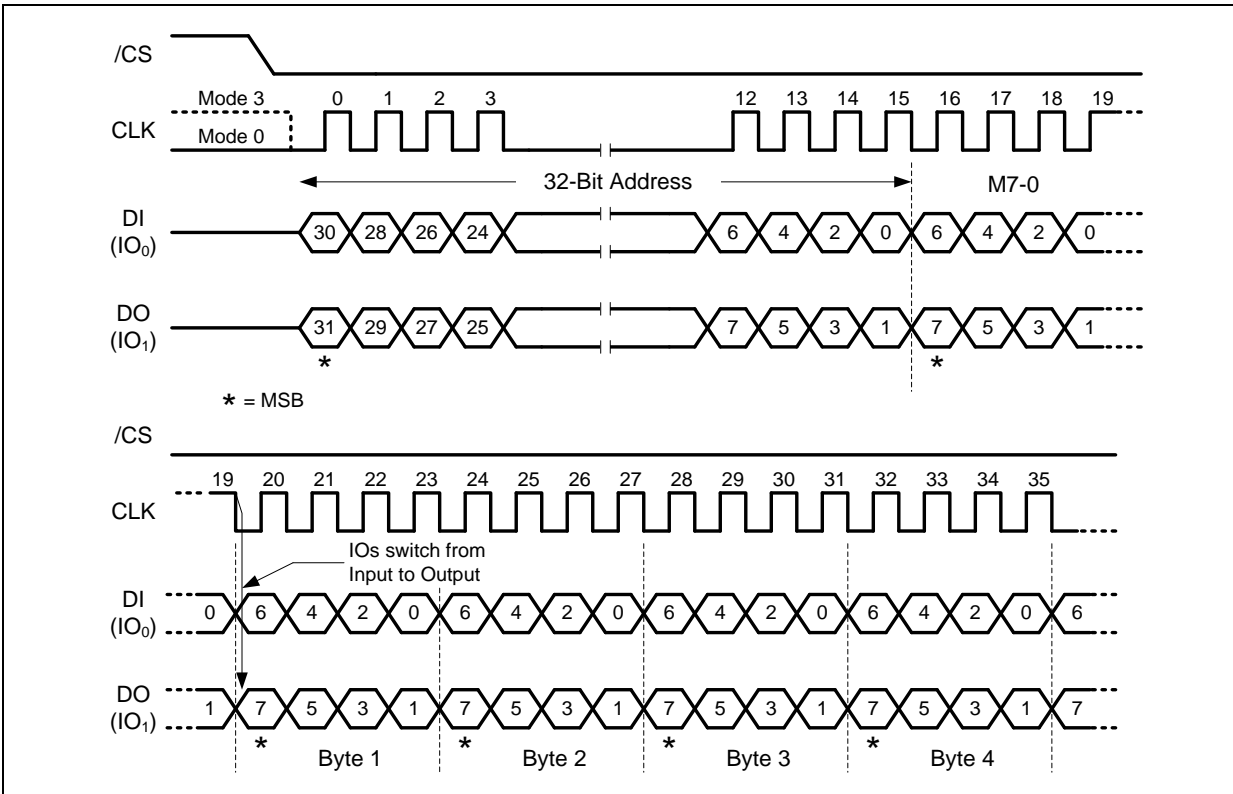 /CS
Mode 3 0 1 2 3 12 13 14 15 16 17 18 19
CLK
Mode 0
32-Bit Address M7-0
DI
(IO₀) 30 28 26 24 6 4 2 0 6 4 2 0
DO
(IO₁) 31 29 27 25 7 5 3 1 7 5 3 1
* *
* = MSB
/CS
19 20 21 22 23 24 25 26 27 28 29 30 31 32 33 34 35
CLK
IOs switch from
Input to Output
DI
(IO₀) 0 6 4 2 0 6 4 2 0 6 4 2 0 6 4 2 0 6
DO
(IO₁) 1 7 5 3 1 7 5 3 1 7 5 3 1 7 5 3 1 7
* * * *
Byte 1 Byte 2 Byte 3 Byte 4